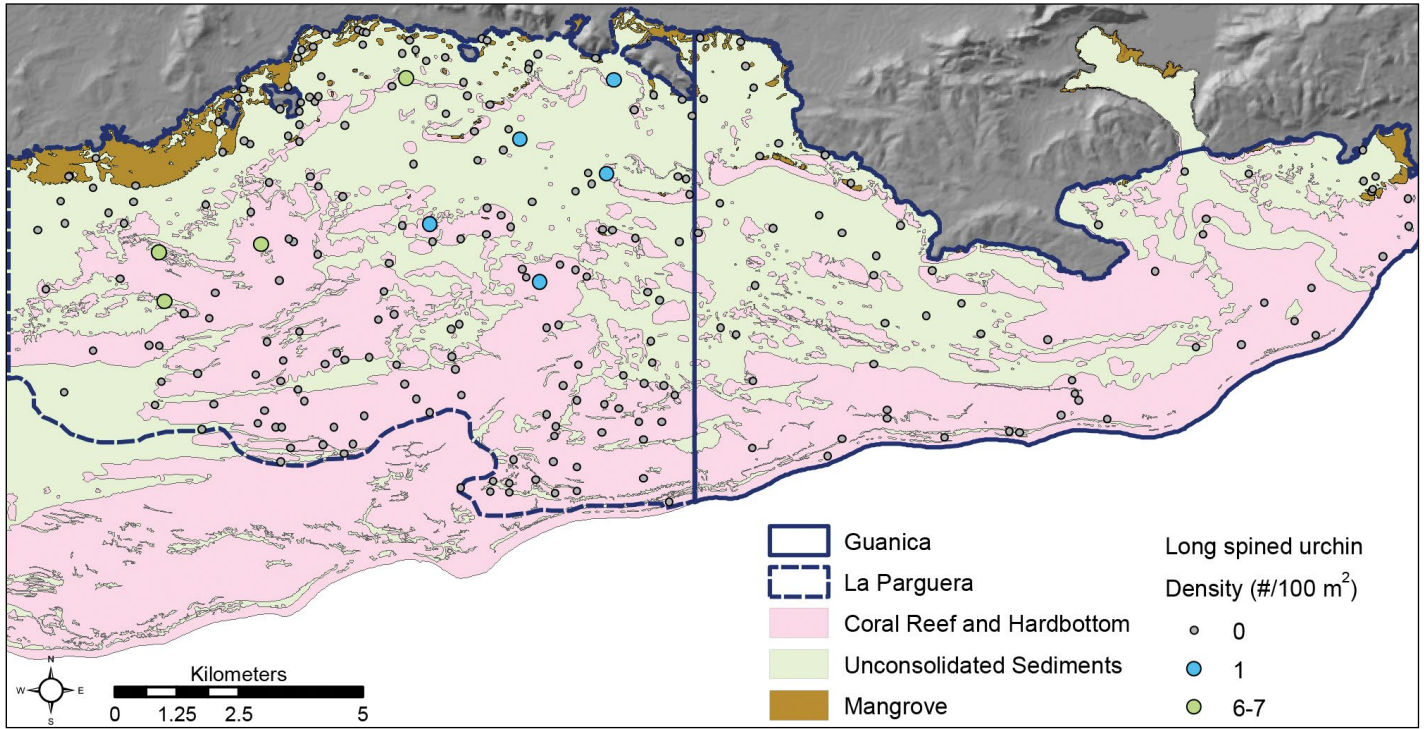 Guanica
La Parguera
Coral Reef and Hardbottom
Unconsolidated Sediments
Mangrove
Long spined urchin
Density (#/100 m²)
0
1
6-7
N
W E
S
Kilometers
0 1.25 2.5 5